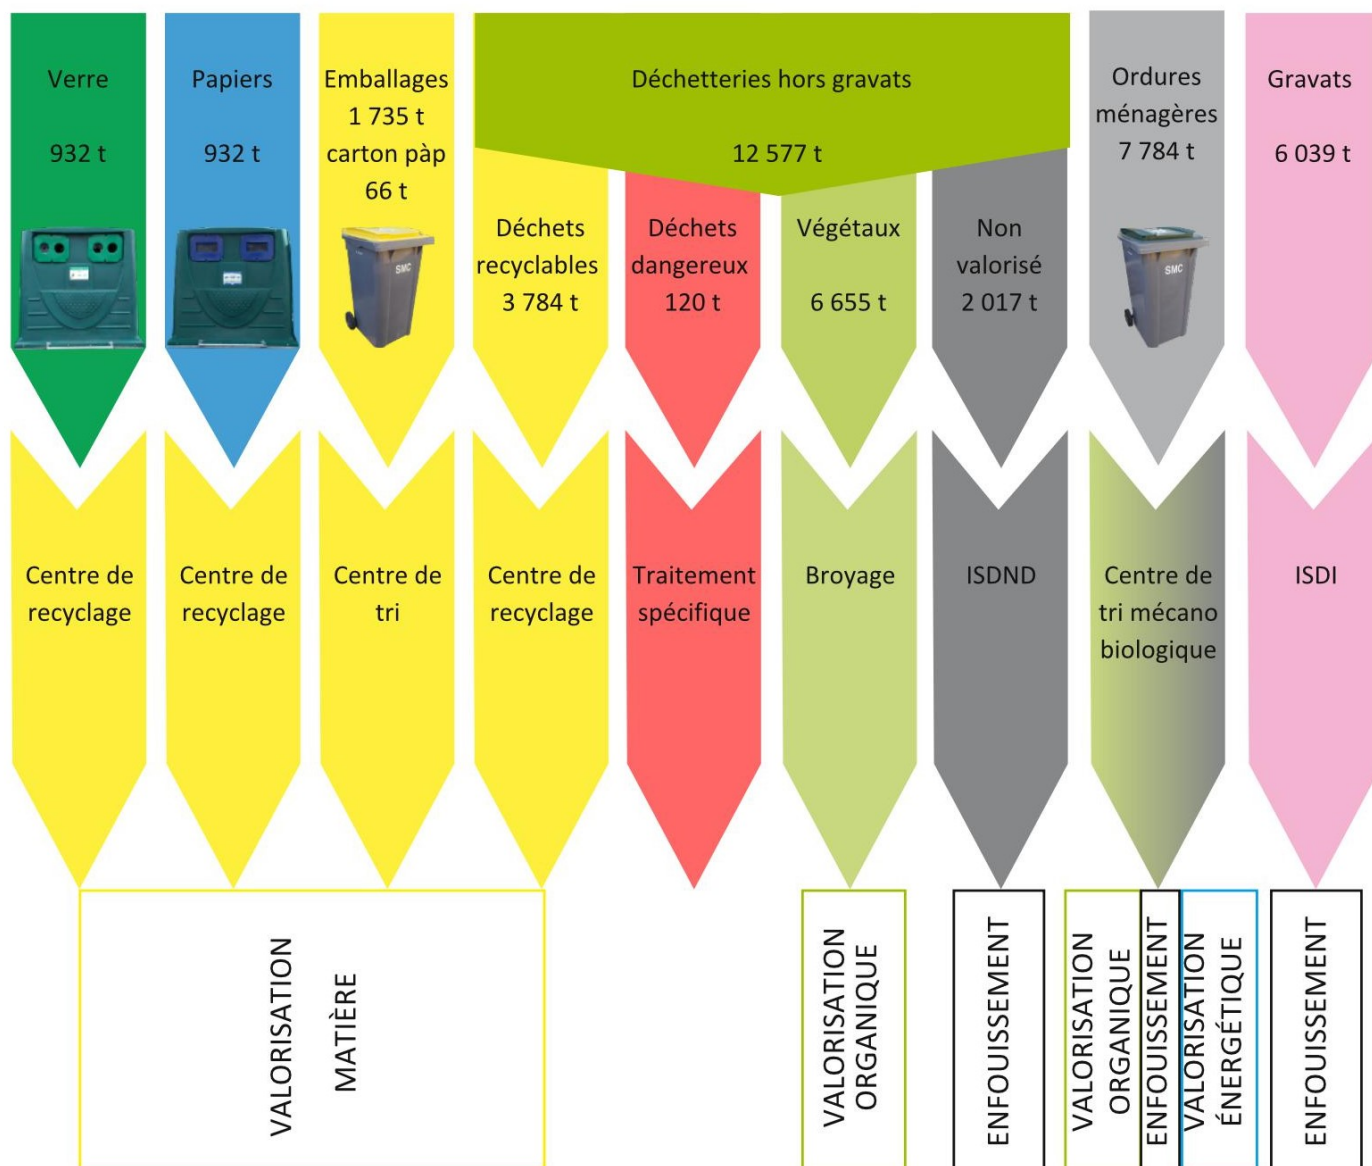 Verre
932 t
Papiers
932 t
Emballages
1 735 t
carton pàp
66 t
Déchetteries hors gravats
12 577 t
Ordures
ménagères
7 784 t
Gravats
6 039 t
Déchets
recyclables
3 784 t
Déchets
dangereux
120 t
Végétaux
6 655 t
Non
valorisé
2 017 t
SMC
SMC
Centre de
recyclage
Centre de
recyclage
Centre de
tri
Centre de
recyclage
Traitement
spécifique
Broyage
ISDND
Centre de
tri mécano
biologique
ISDI
VALORISATION
MATIÈRE
VALORISATION
ORGANIQUE
ENFOUISSEMENT
VALORISATION
ORGANIQUE
ENFOUISSEMENT
VALORISATION
ÉNERGÉTIQUE
ENFOUISSEMENT